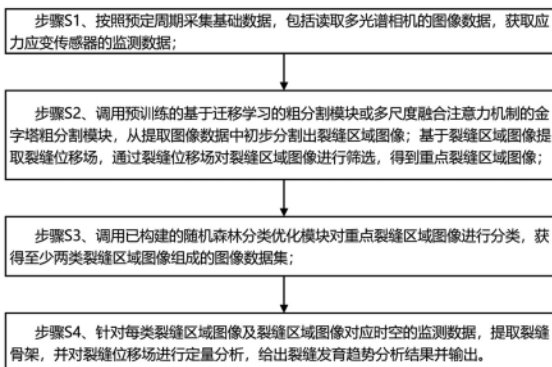 步骤S1、按照预定周期采集基础数据，包括读取多光谱相机的图像数据，获取应
力应变传感器的监测数据；
步骤S2、调用预训练的基于迁移学习的粗分割模块或多尺度融合注意力机制的金
字塔粗分割模块，从提取图像数据中初步分割出裂缝区域图像；基于裂缝区域图像提
取裂缝位移场，通过裂缝位移场对裂缝区域图像进行筛选，得到重点裂缝区域图像；
步骤S3、调用已构建的随机森林分类优化模块对重点裂缝区域图像进行分类，获
得至少两类裂缝区域图像组成的图像数据集；
步骤S4、针对每类裂缝区域图像及裂缝区域图像对应时空的监测数据，提取裂缝
骨架，并对裂缝位移场进行定量分析，给出裂缝发育趋势分析结果并输出。